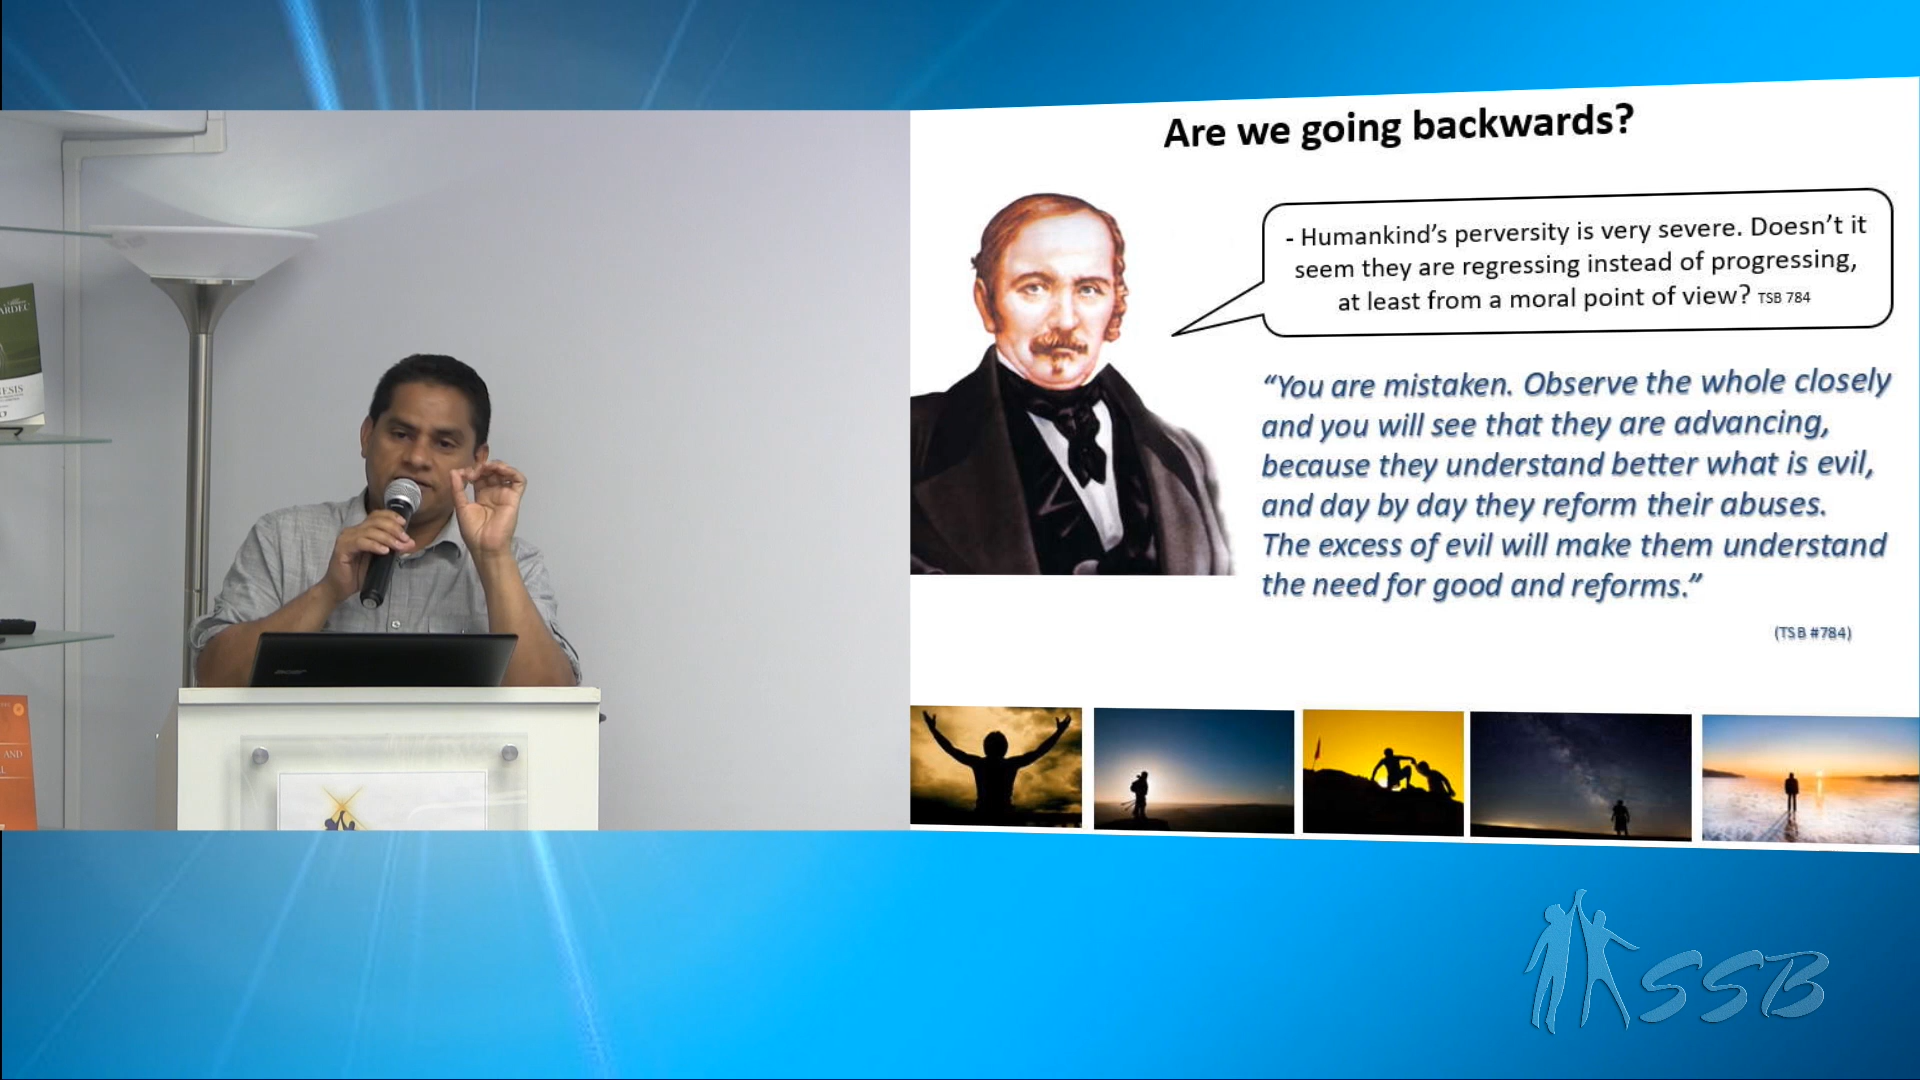 ARDEC
ESIS
AND
Are we going backwards?
- Humankind's perversity is very severe. Doesn't it
seem they are regressing instead of progressing,
at least from a moral point of view? TSB 784
“You are mistaken. Observe the whole closely
and you will see that they are advancing,
because they understand better what is evil,
and day by day they reform their abuses.
The excess of evil will make them understand
the need for good and reforms.”
(TSB #784)
SSB